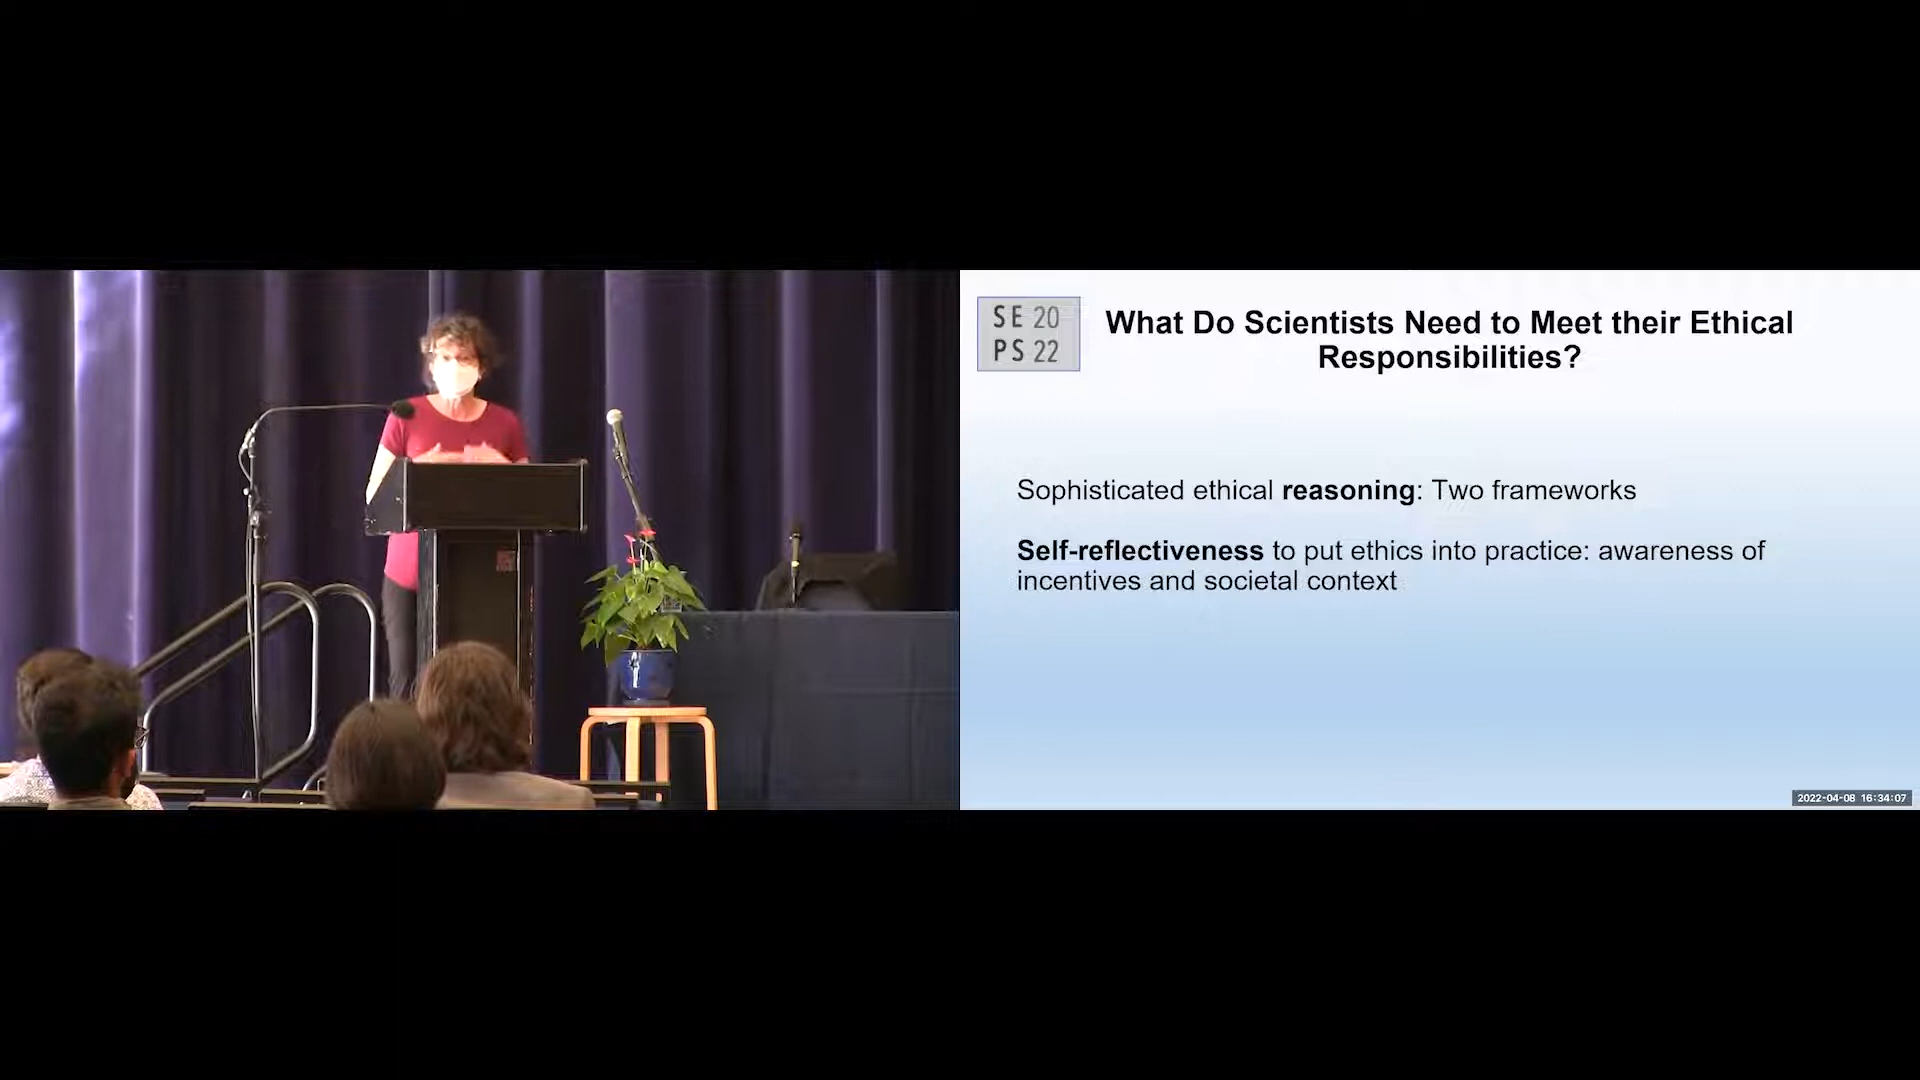 SE 20
PS 22
What Do Scientists Need to Meet their Ethical
Responsibilities?
Sophisticated ethical reasoning: Two frameworks
Self-reflectiveness to put ethics into practice: awareness of
incentives and societal context
2022-04-08 16:34:07